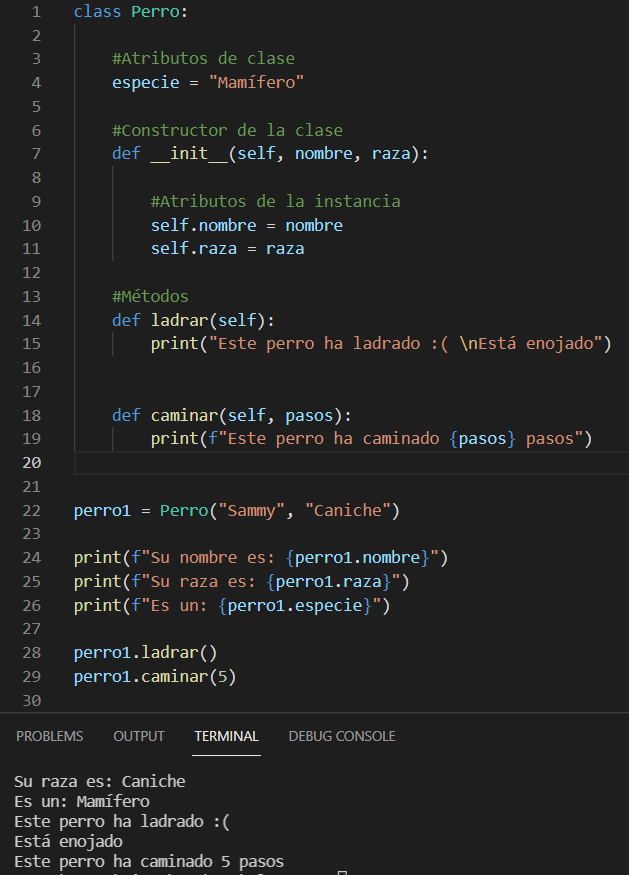 1 class Perro:
2
3 #Atributos de clase
4 especie = "Mamífero"
5
6 #Constructor de la clase
7 def __init__(self, nombre, raza):
8
9 #Atributos de la instancia
10 self.nombre = nombre
11 self.raza = raza
12
13 #Métodos
14 def ladrar(self):
15 print("Este perro ha ladrado :( \nEstá enojado")
16
17
18 def caminar(self, pasos):
19 print(f"Este perro ha caminado {pasos} pasos")
20
21
22 perro1 = Perro("Sammy", "Caniche")
23
24 print(f"Su nombre es: {perro1.nombre}")
25 print(f"Su raza es: {perro1.raza}")
26 print(f"Es un: {perro1.especie}")
27
28 perro1.ladrar()
29 perro1.caminar(5)
30
PROBLEMS OUTPUT TERMINAL DEBUG CONSOLE
Su raza es: Caniche
Es un: Mamífero
Este perro ha ladrado :(
Está enojado
Este perro ha caminado 5 pasos